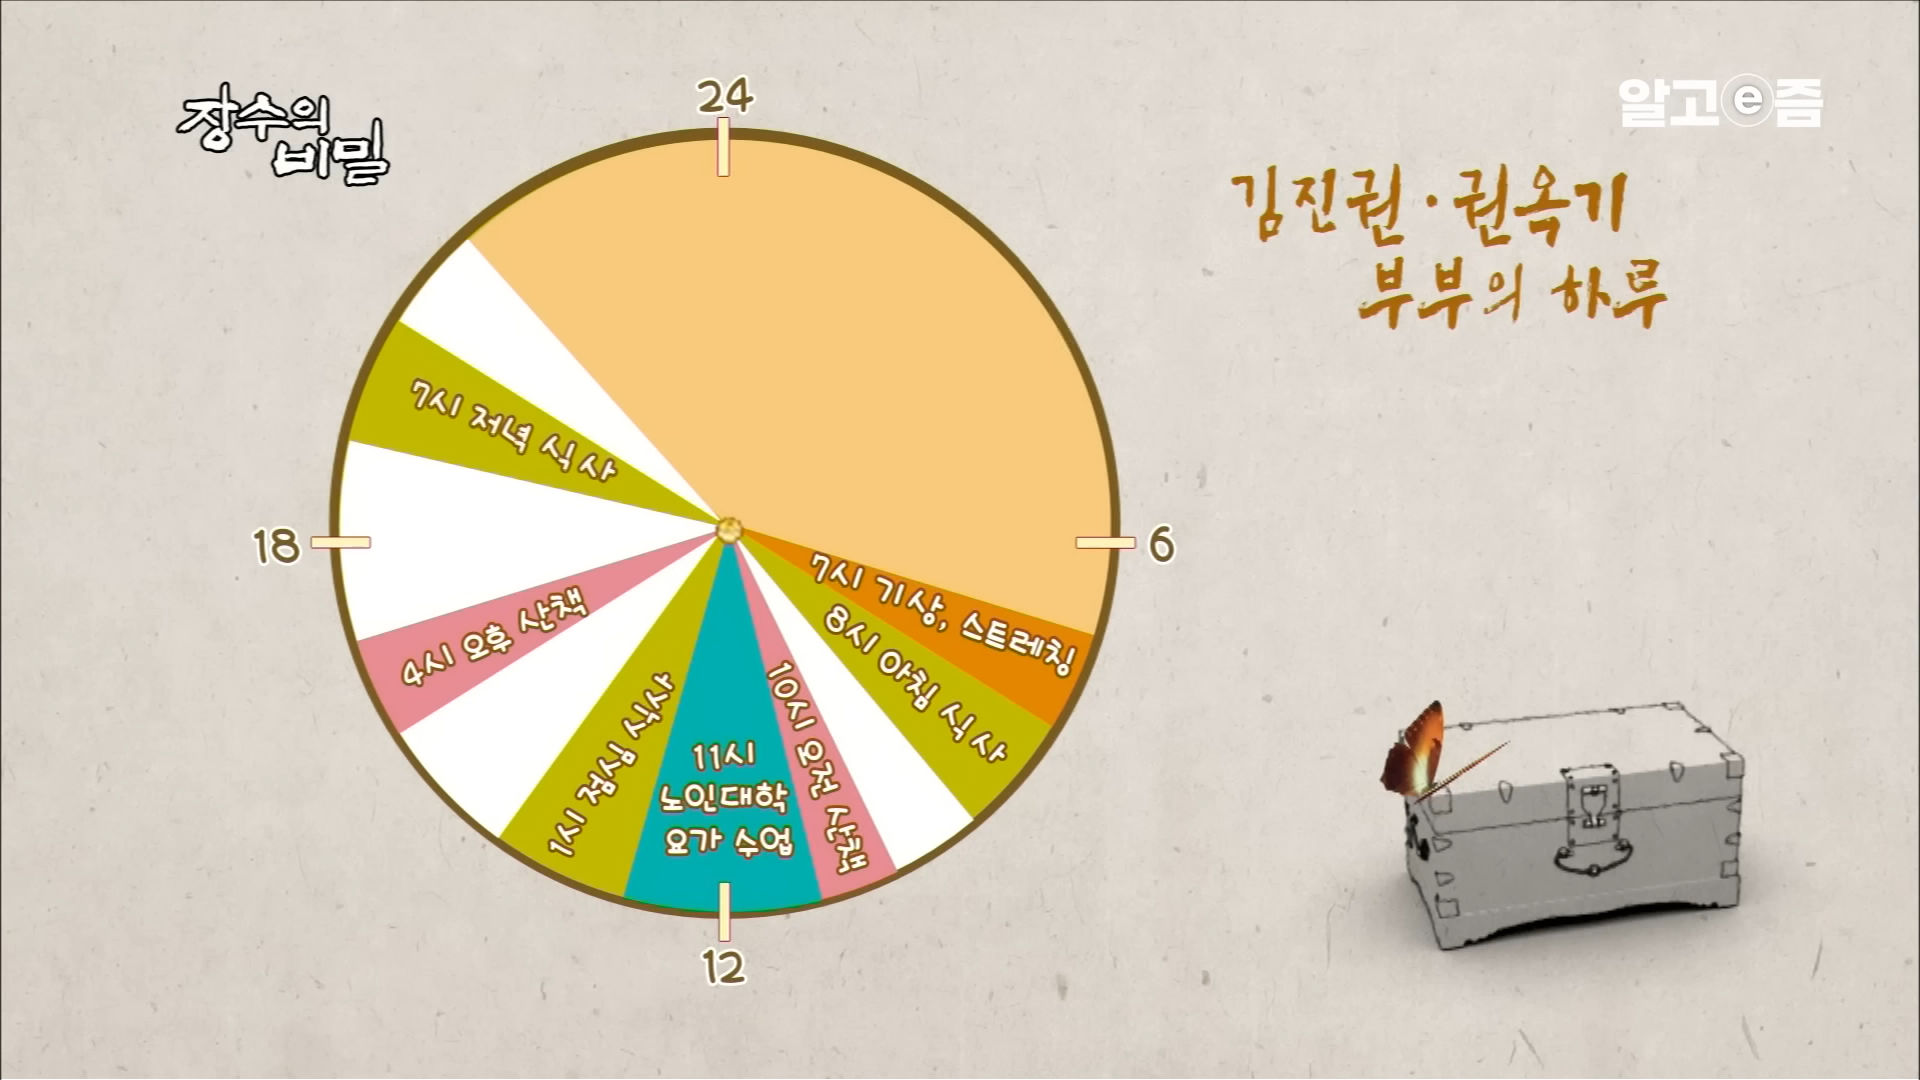 장수의
비밀
알고e즘
김진권·권옥기
부부의 하루
24
6
12
18
7시 기상, 스트레칭
8시 아침 식사
10시 오전 산책
11시
노인대학
요가 수업
1시 점심 식사
4시 오후 산책
7시 저녁 식사